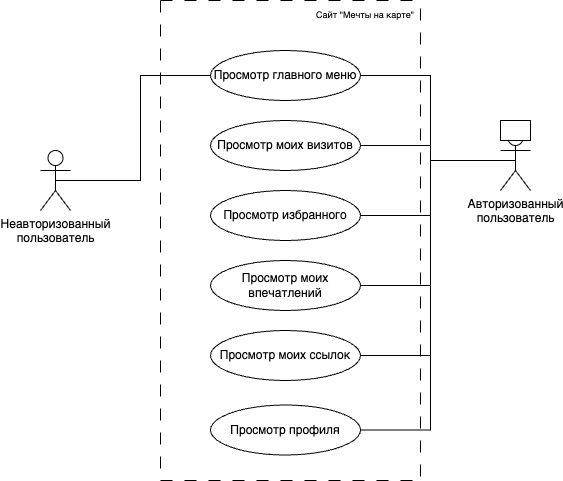 Сайт "Мечты на карте"
Просмотр главного меню
Просмотр моих визитов
Неавторизованный
пользователь
Авторизованный
пользователь
Просмотр избранного
Просмотр моих
впечатлений
Просмотр моих ссылок
Просмотр профиля